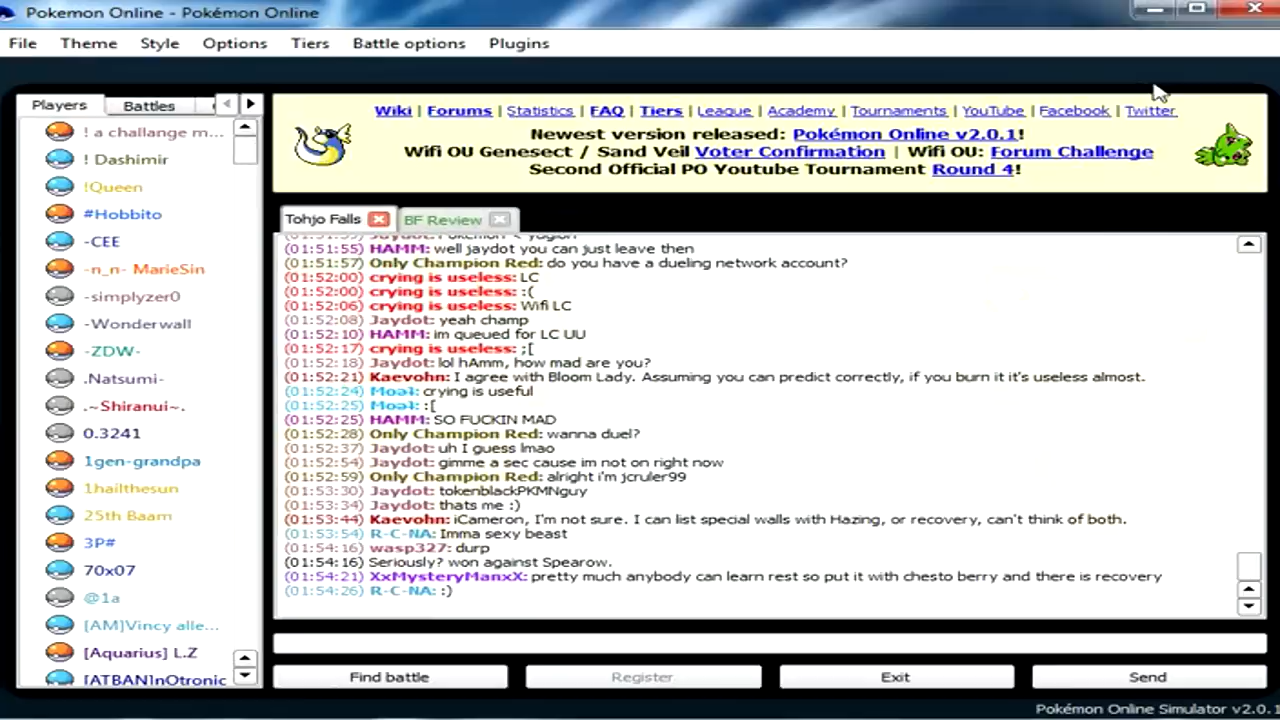 Pokemon Online - Pokémon Online
File Theme Style Options Tiers Battle options Plugins
Players Battles
! a challange m...
! Dashimir
!Queen
#Hobbito
-CEE
-n_n- MarieSin
-simplyzer0
-Wonderwall
-ZDW-
.Natsumi-
.~Shiranui~.
0.3241
1gen-grandpa
1hailthesun
25th Baam
3P#
70x07
@1a
[AM]Vincy alle...
[Aquarius] L.Z
[ATBAN]nOtronic
Wiki | Forums | Statistics | FAQ | Tiers | League | Academy | Tournaments | YouTube | Facebook | Twitter
Newest version released: Pokémon Online v2.0.1!
Wifi OU Genesect / Sand Veil Voter Confirmation | Wifi OU: Forum Challenge
Second Official PO Youtube Tournament Round 4!
Tohjo Falls BF Review
(01:51:55) HAMM: well jaydot you can just leave then
(01:51:57) Only Champion Red: do you have a dueling network account?
(01:52:00) crying is useless: LC
(01:52:00) crying is useless: :(
(01:52:06) crying is useless: Wifi LC
(01:52:08) Jaydot: yeah champ
(01:52:10) HAMM: im queued for LC UU
(01:52:17) crying is useless: ;[
(01:52:18) Jaydot: lol hAmm, how mad are you?
(01:52:21) Kaevohn: I agree with Bloom Lady. Assuming you can predict correctly, if you burn it it's useless almost.
(01:52:24) crying is useful
(01:52:25) :[
(01:52:25) HAMM: SO FUCKIN MAD
(01:52:28) Only Champion Red: wanna duel?
(01:52:37) Jaydot: uh I guess lmao
(01:52:54) Jaydot: gimme a sec cause im not on right now
(01:52:59) Only Champion Red: alright i'm jcruler99
(01:53:30) Jaydot: tokenblackPKMNguy
(01:53:34) Jaydot: thats me :)
(01:53:44) Kaevohn: iCameron, I'm not sure. I can list special walls with Hazing, or recovery, can't think of both.
(01:53:54) R-C-NA: Imma sexy beast
(01:54:16) wasp327: durp
(01:54:16) Seriously? won against Spearow.
(01:54:21) XxMysteryManxX: pretty much anybody can learn rest so put it with chesto berry and there is recovery
(01:54:26) R-C-NA: :)
Find battle Register Exit Send
Pokémon Online Simulator v2.0.1